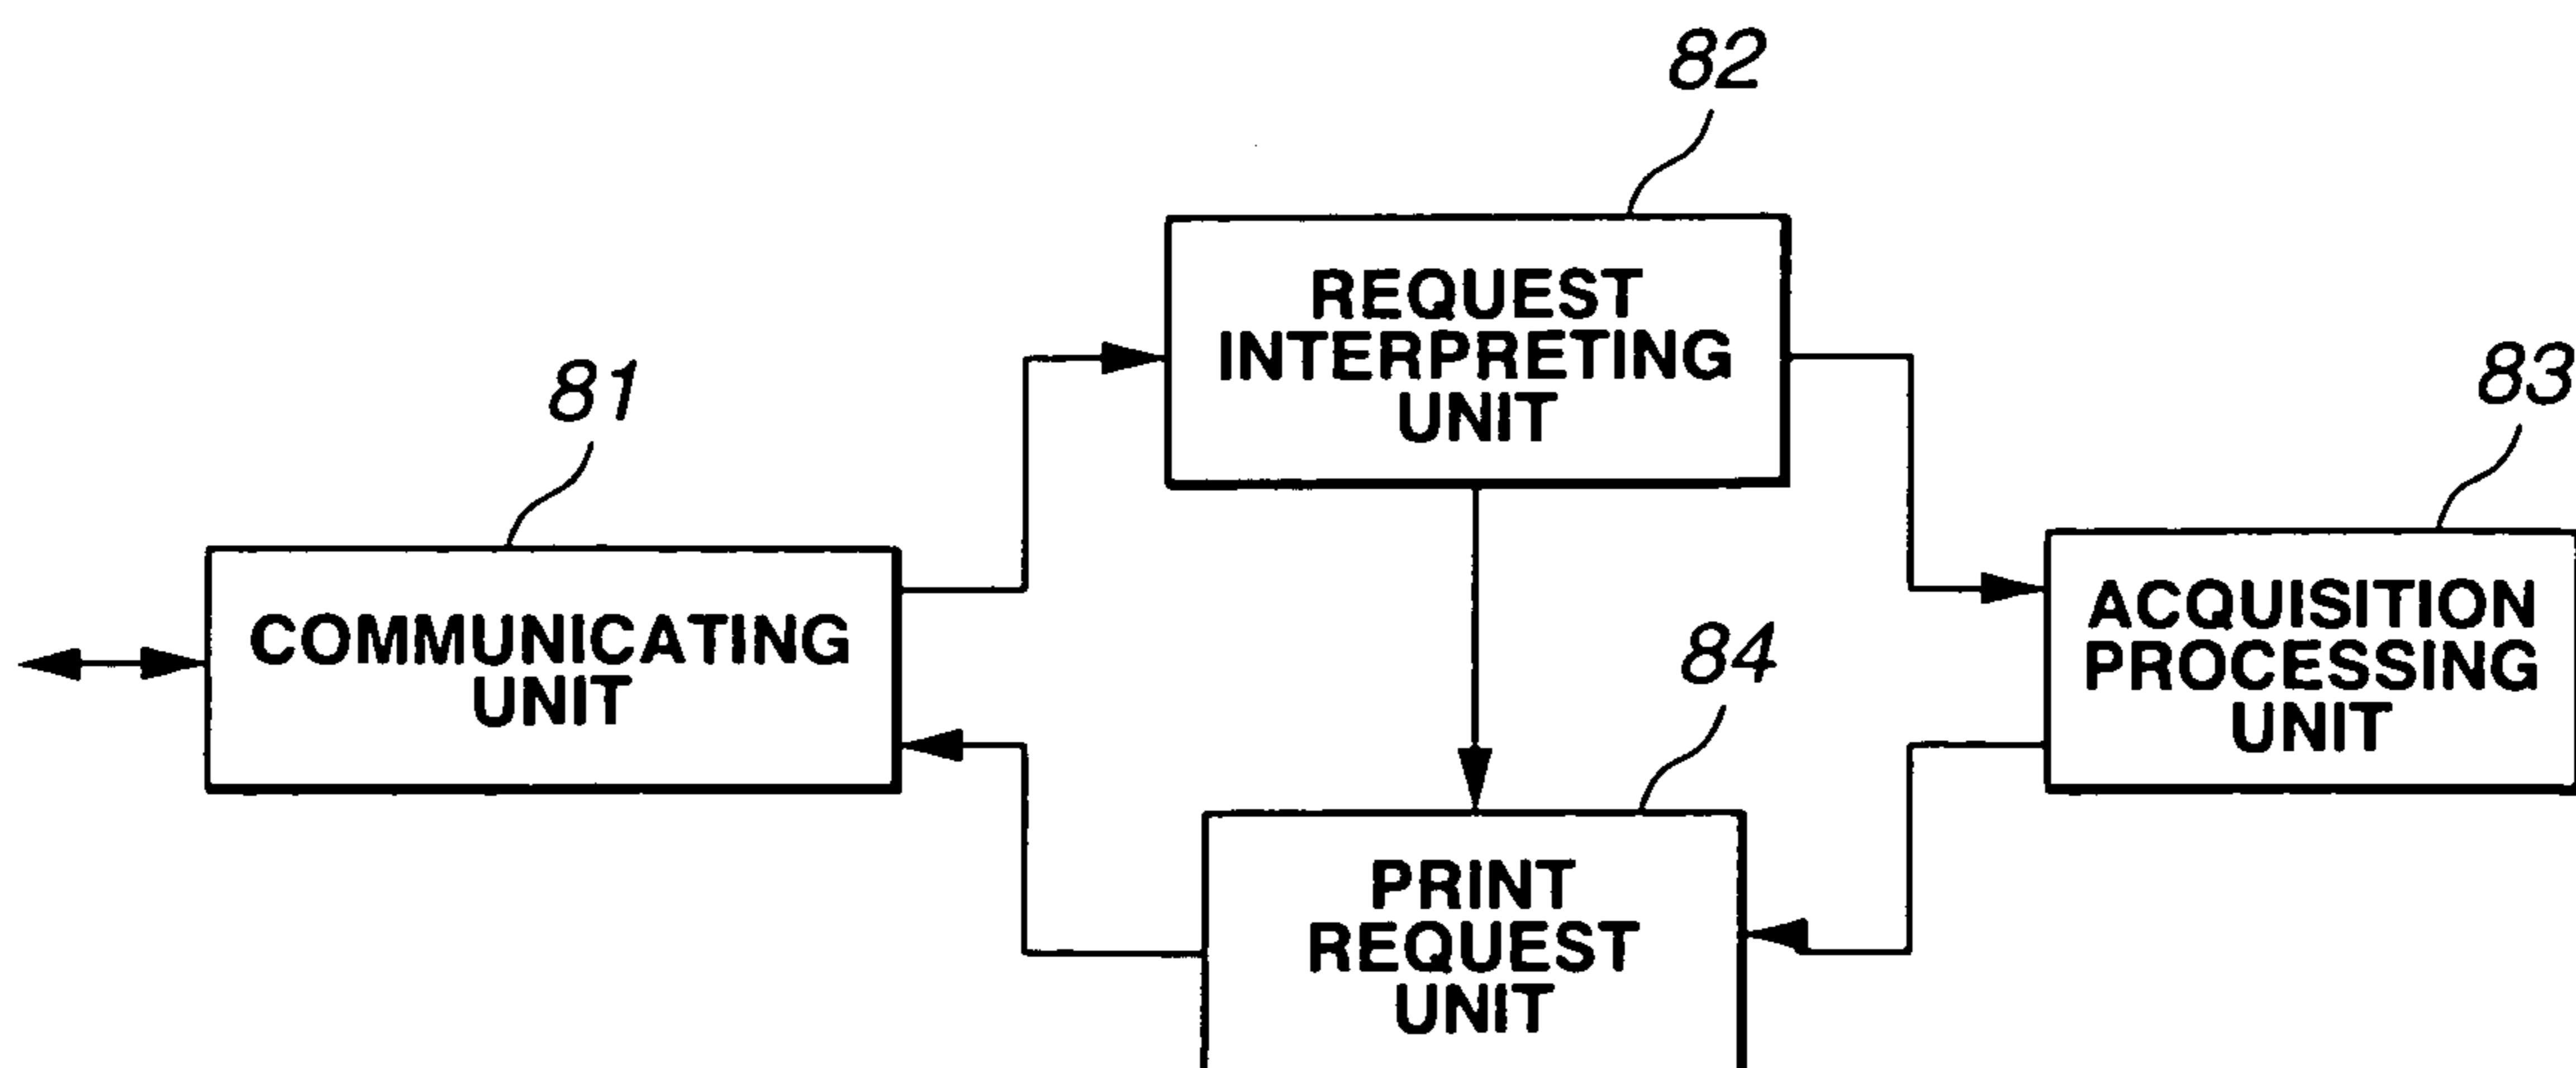 82
REQUEST
INTERPRETING
UNIT
81
83
COMMUNICATING
UNIT
ACQUISITION
PROCESSING
UNIT
84
PRINT
REQUEST
UNIT